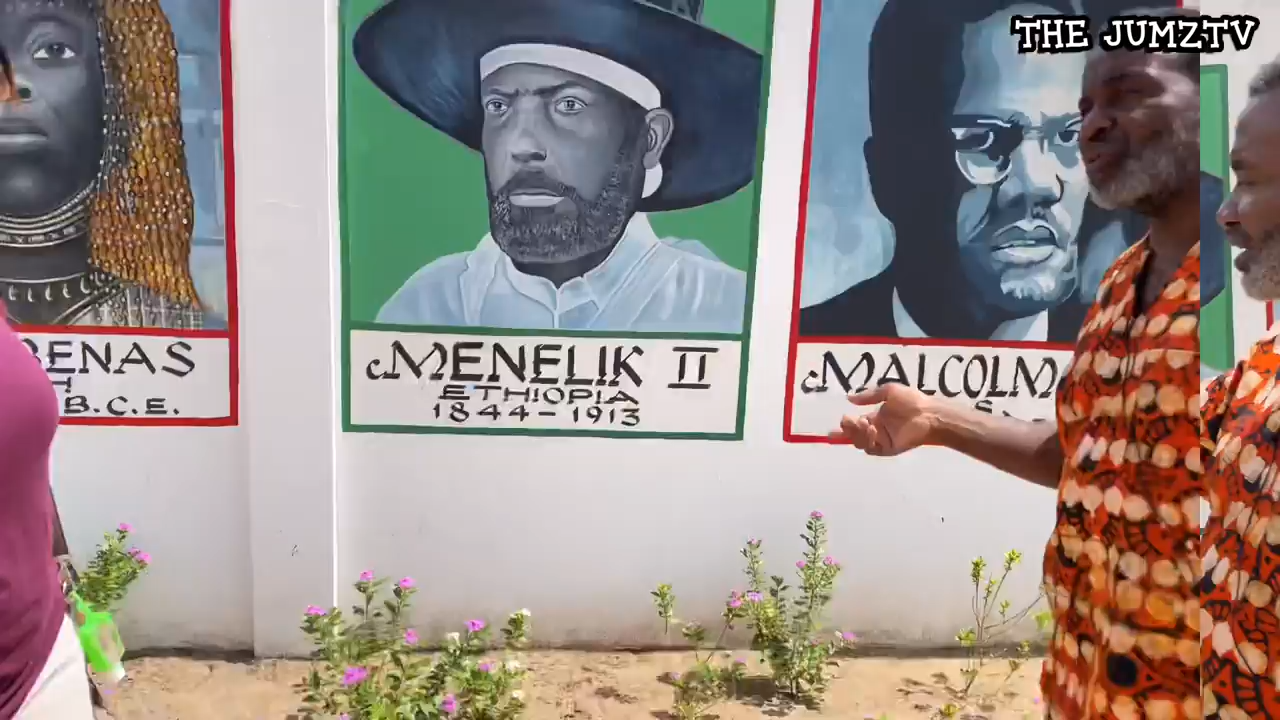 THE JUMZTV
RENAS
B.C.E.
MENELIK II
ETHIOPIA
1844-1913
MALCOLM